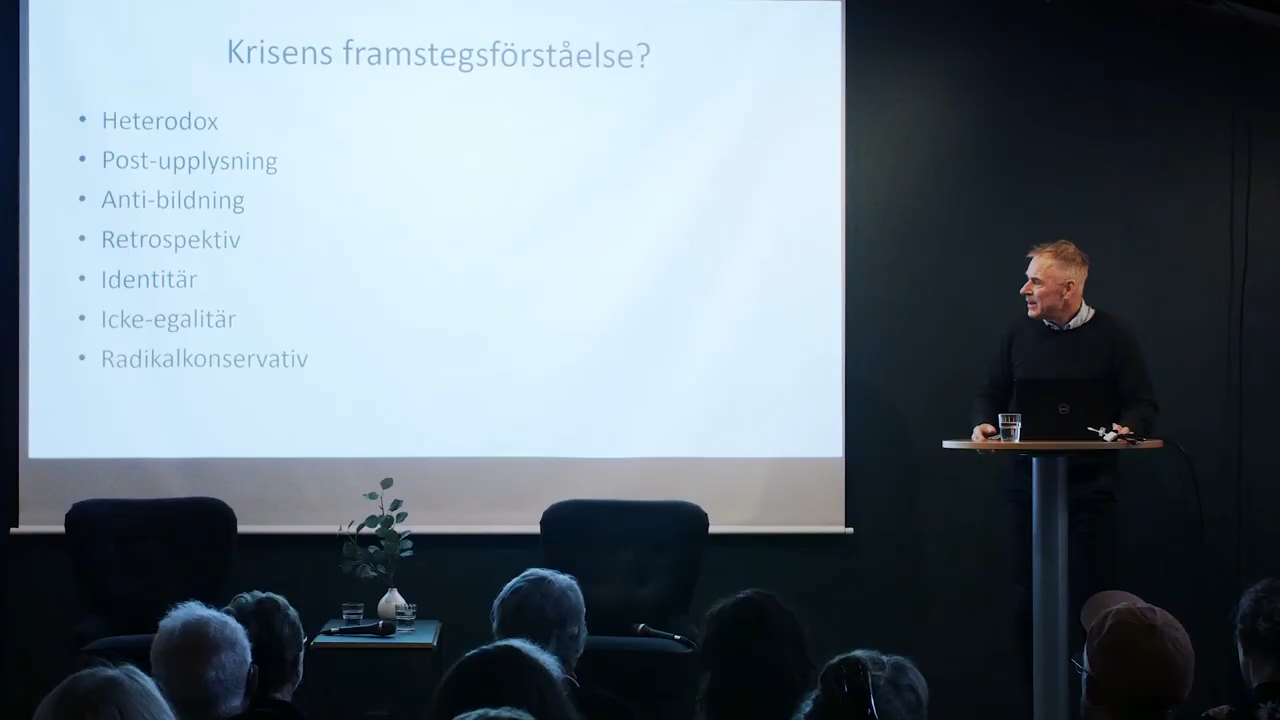 Krisens framstegsförståelse?
• Heterodox
• Post-upplysning
• Anti-bildning
• Retrospektiv
• Identitär
• Icke-egalitär
• Radikalkonservativ